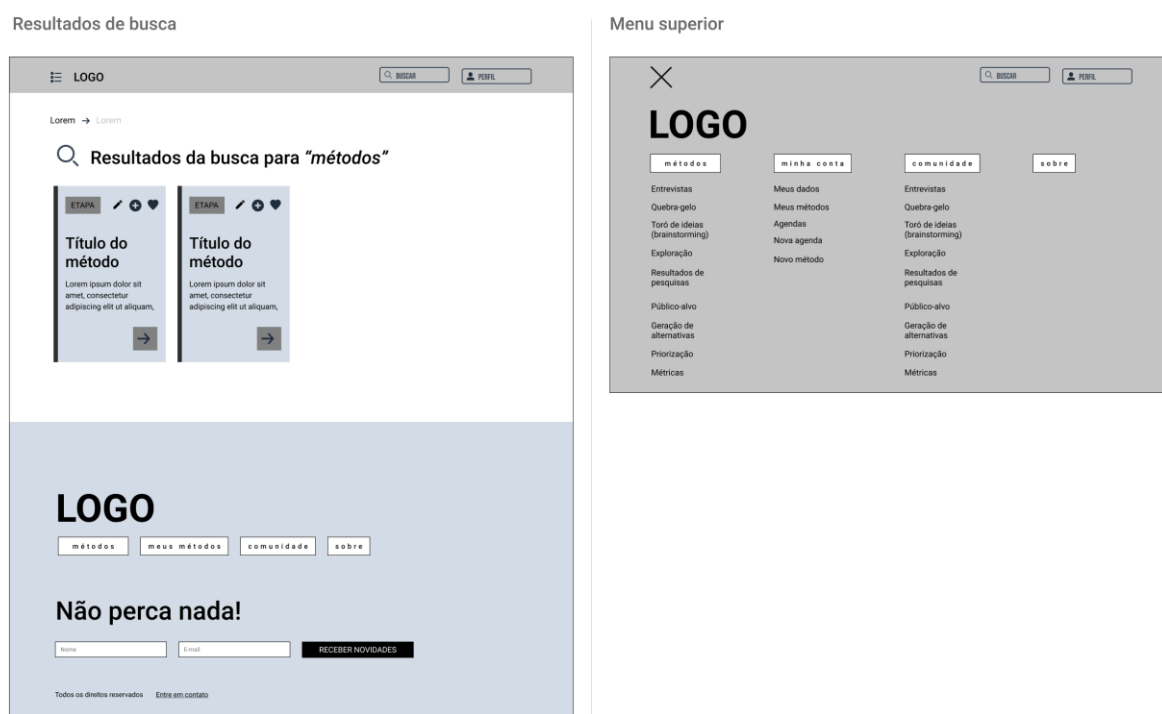 Resultados de busca
LOGO
BUSCAR
PERFIL
Lorem → Lorem
Resultados da busca para “métodos”
ETAPA
Título do
método
Lorem ipsum dolor sit
amet, consectetur
adipiscing elit ut aliquam,
ETAPA
Título do
método
Lorem ipsum dolor sit
amet, consectetur
adipiscing elit ut aliquam,
LOGO
métodos
meus métodos
comunidade
sobre
Não perca nada!
Nome
E-mail
RECEBER NOVIDADES
Todos os direitos reservados
Entre em contato
Menu superior
BUSCAR
PERFIL
LOGO
métodos
Entrevistas
Quebra-gelo
Toró de ideias
(brainstorming)
Exploração
Resultados de
pesquisas
Público-alvo
Geração de
alternativas
Priorização
Métricas
minha conta
Meus dados
Meus métodos
Agendas
Nova agenda
Novo método
comunidade
Entrevistas
Quebra-gelo
Toró de ideias
(brainstorming)
Exploração
Resultados de
pesquisas
Público-alvo
Geração de
alternativas
Priorização
Métricas
sobre